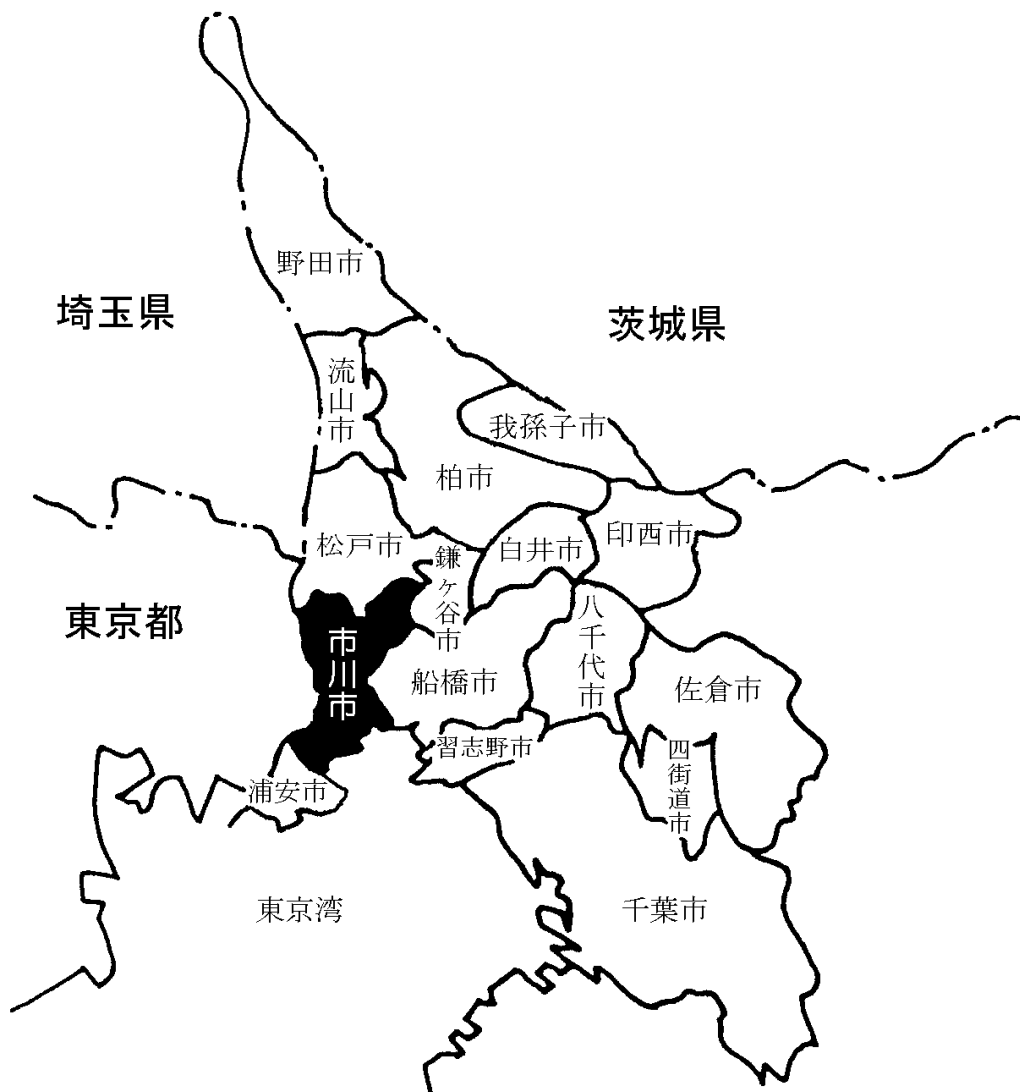 野田市
埼玉県
茨城県
流山市
我孫子市
柏市
印西市
松戸市
白井市
鎌ヶ谷市
東京都
八千代市
市川市
船橋市
佐倉市
習志野市
四街道市
浦安市
東京湾
千葉市